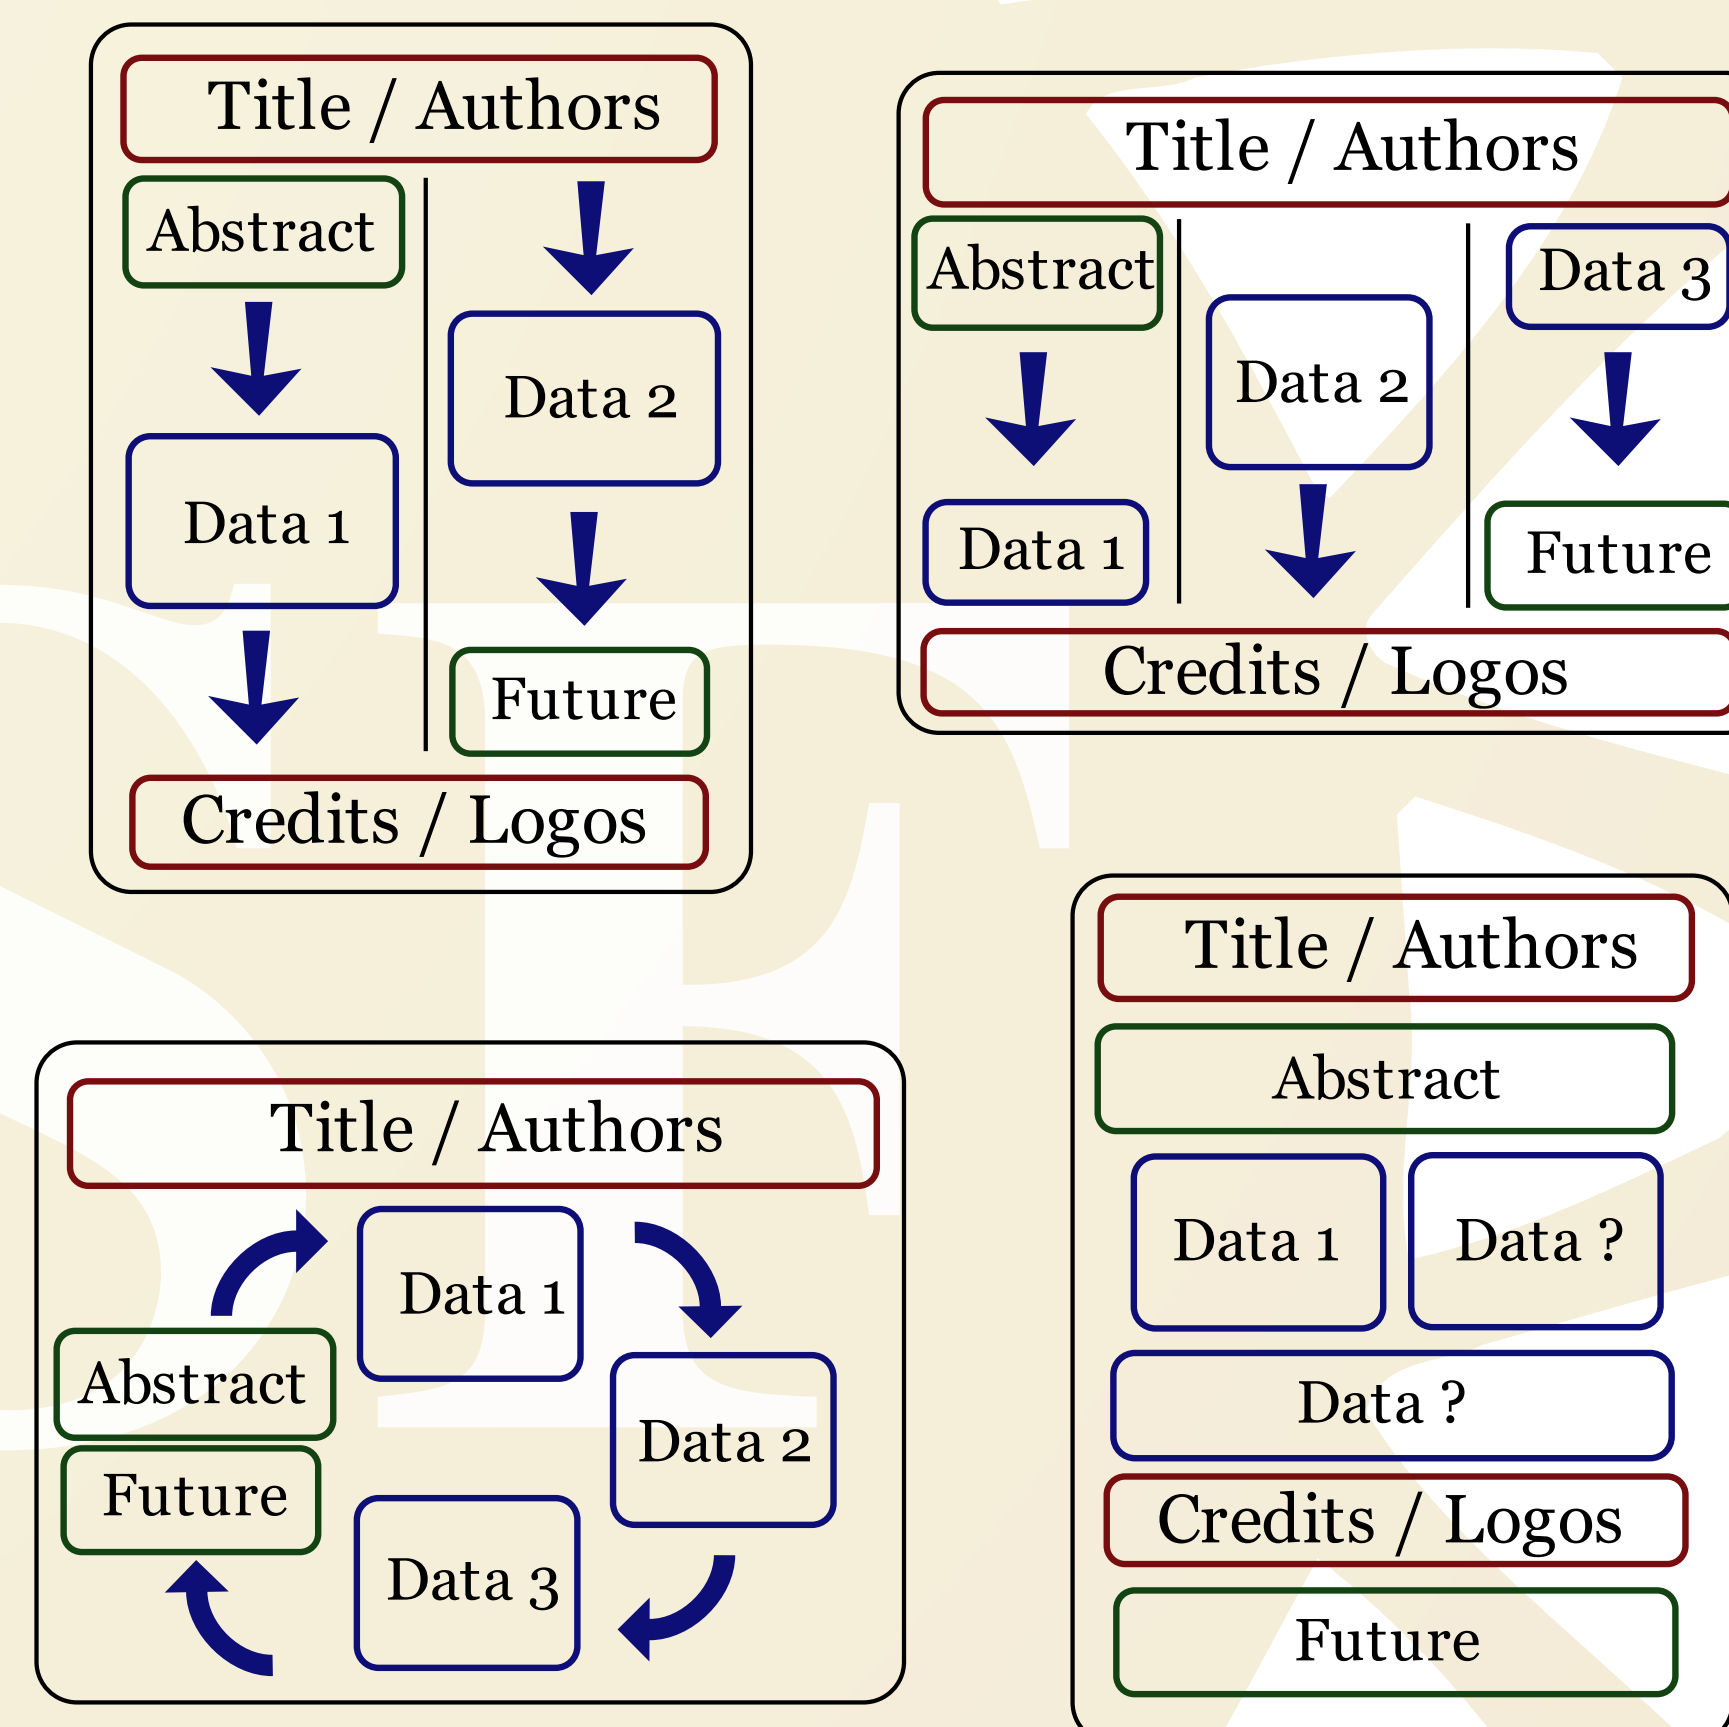 Title / Authors
Abstract
Data 1
Data 2
Future
Credits / Logos
Title / Authors
Abstract
Data 1
Data 2
Data 3
Future
Credits / Logos
Title / Authors
Abstract
Future
Data 1
Data 2
Data 3
Title / Authors
Abstract
Data 1
Data ?
Data ?
Credits / Logos
Future